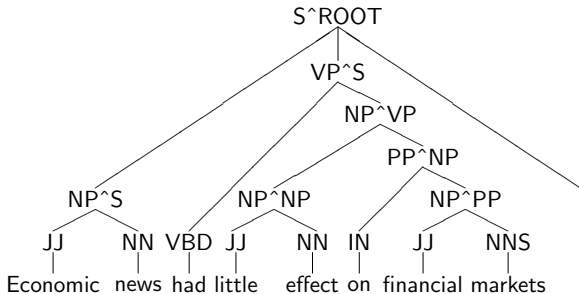 S^ROOT
VP^S
NP^VP
PP^NP
NP^S NP^NP NP^PP
JJ NN VBD JJ NN IN JJ NNS
Economic news had little effect on financial markets